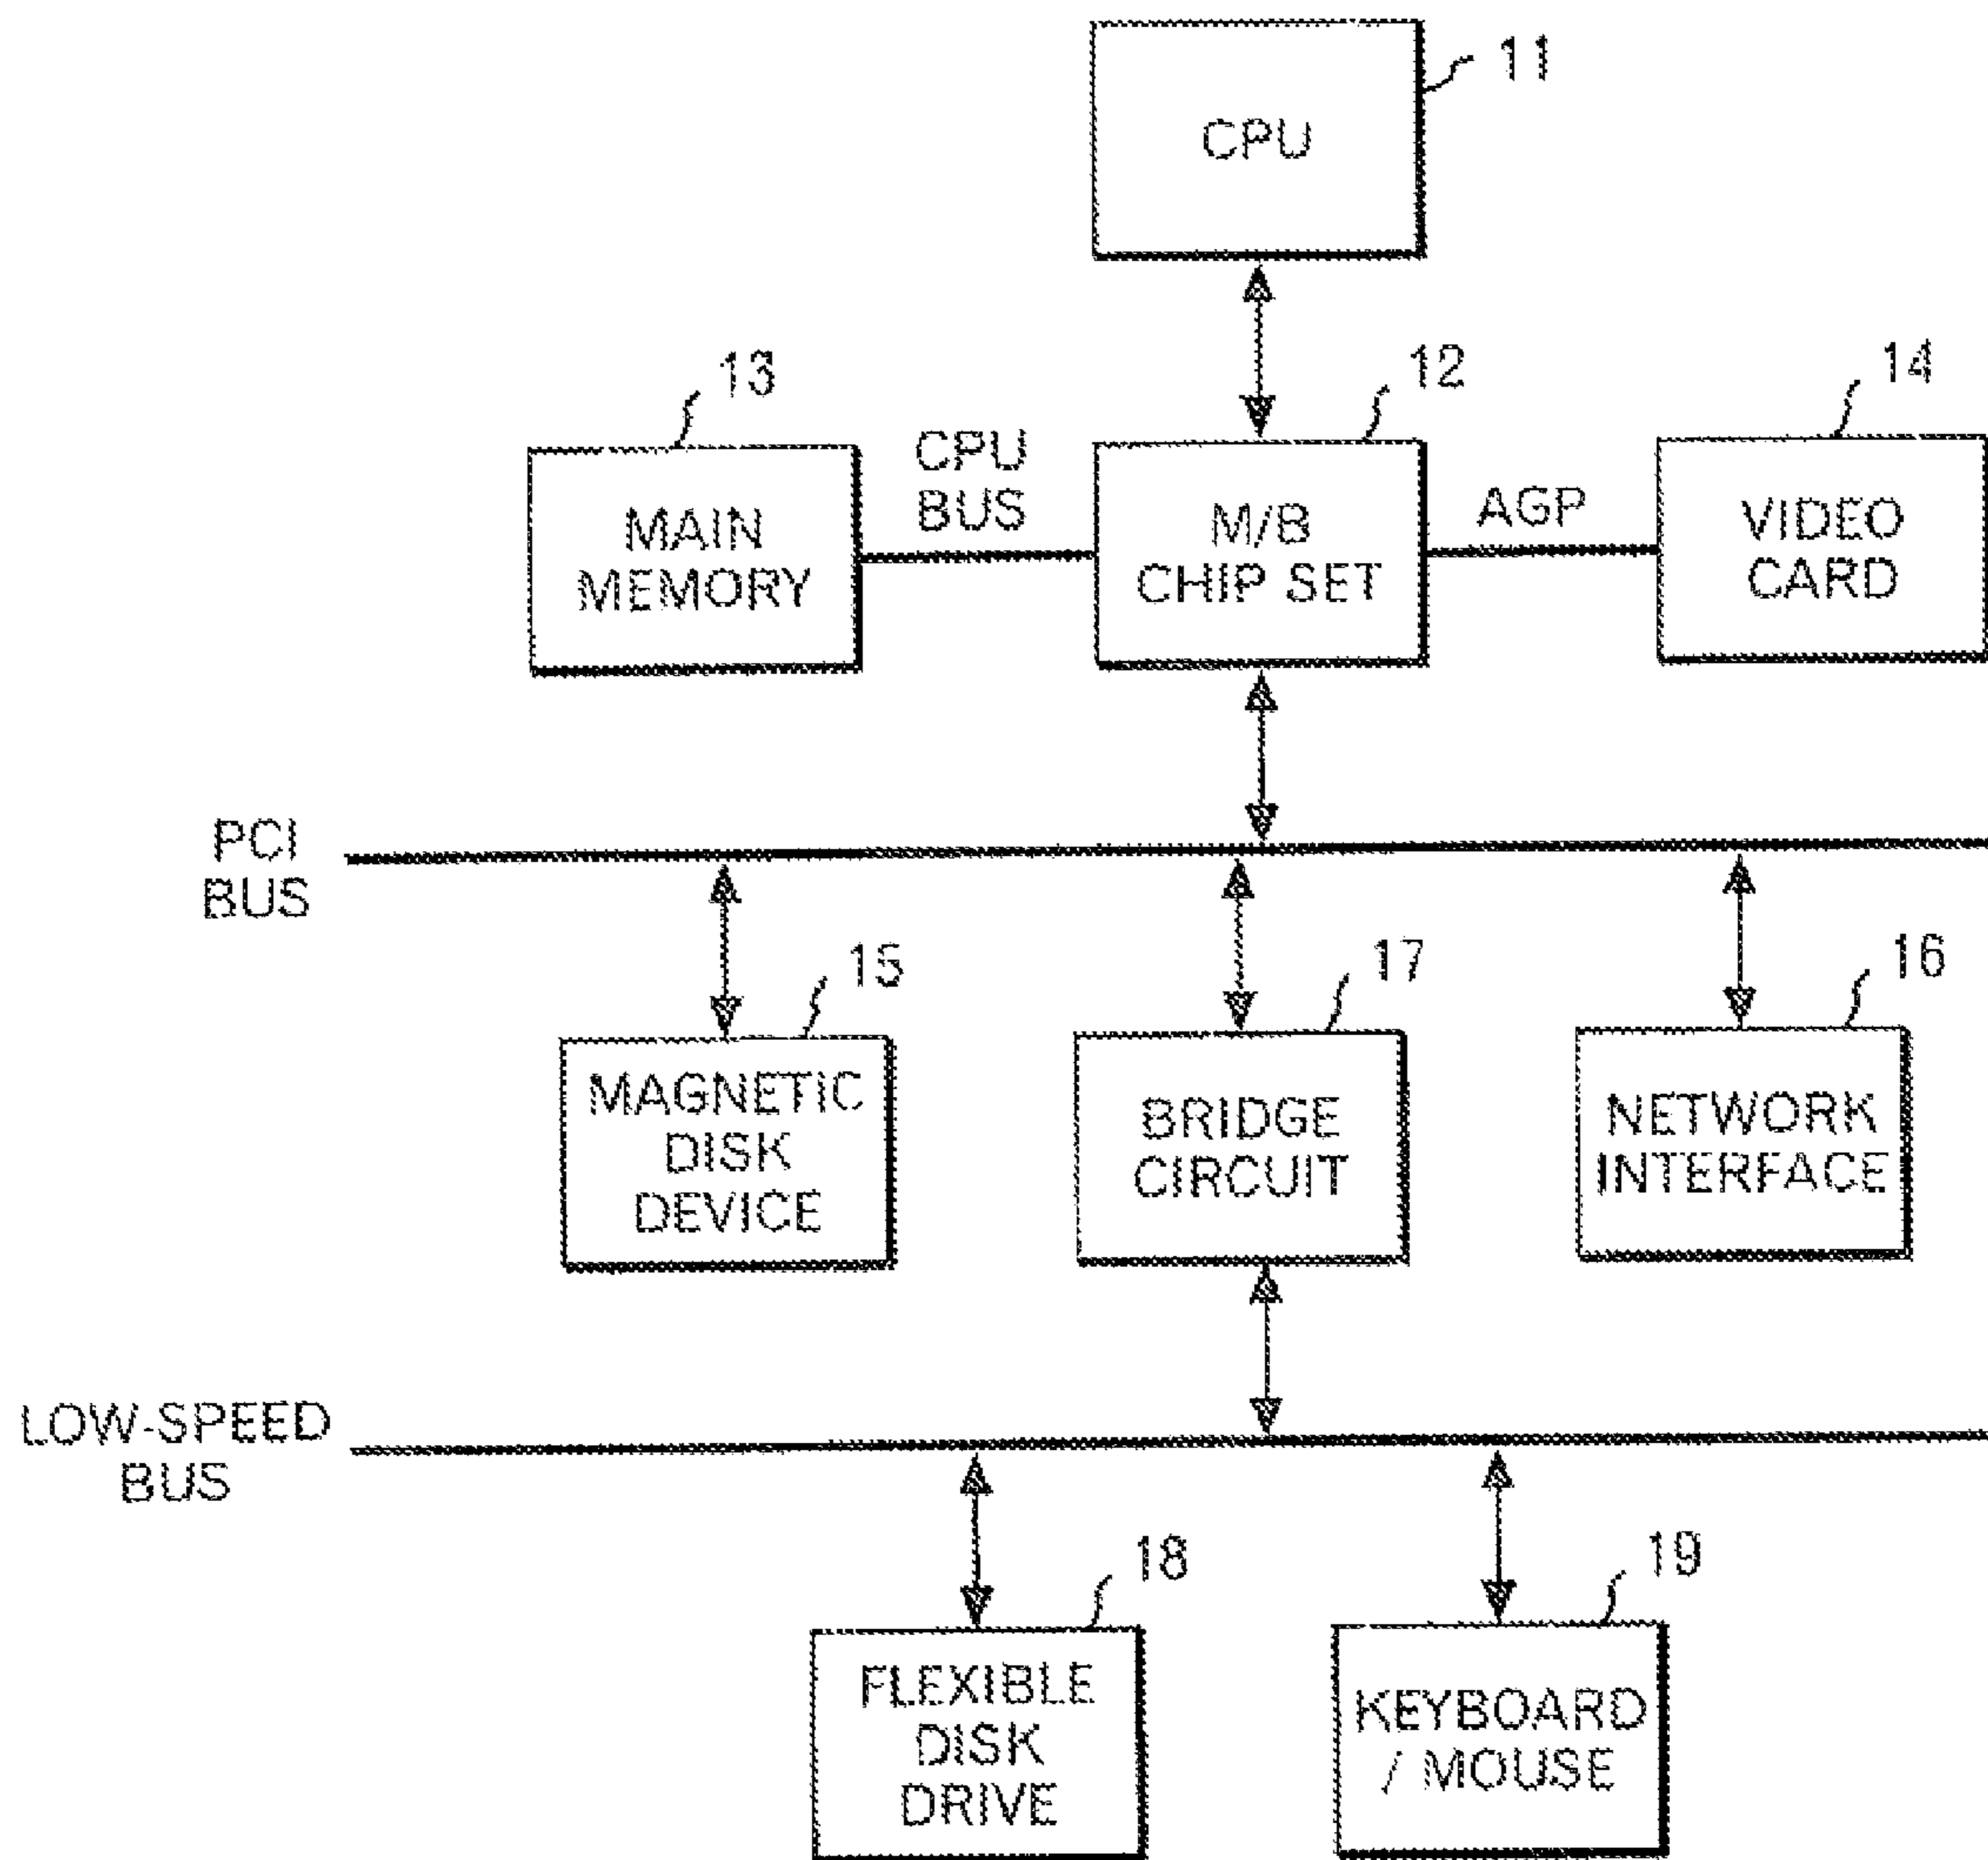 11
CPU
13
12
14
CPU
BUS
AGP
MAIN
MEMORY
M/B
CHIP SET
VIDEO
CARD
PCI
BUS
15
17
16
MAGNETIC
DISK
DEVICE
BRIDGE
CIRCUIT
NETWORK
INTERFACE
LOW-SPEED
BUS
18
19
FLEXIBLE
DISK
DRIVE
KEYBOARD
/ MOUSE